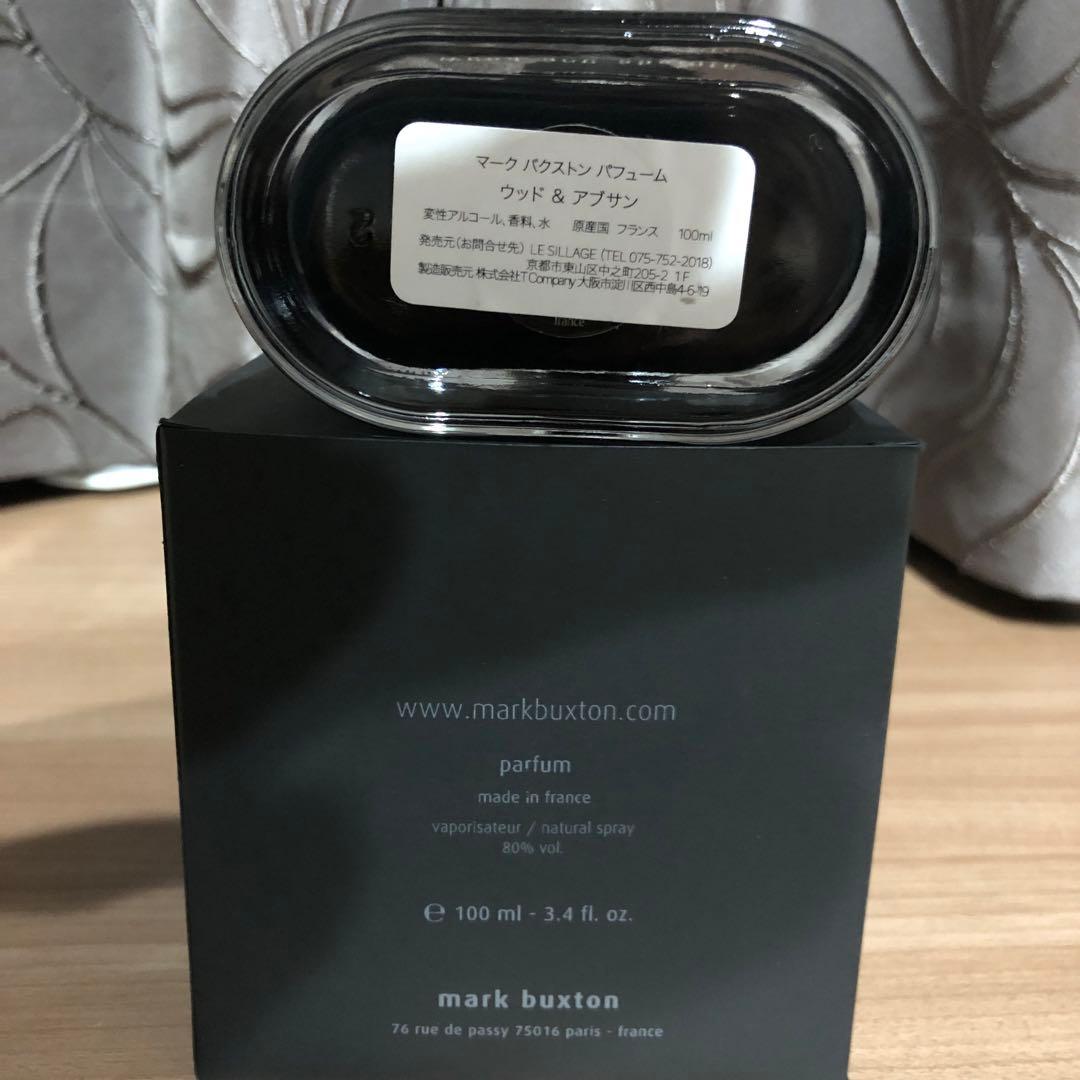 マーク バクストン パフューム
ウッド & アブサン
変性アルコール、香料、水 原産国 フランス 100ml
発売元（お問合せ先） LE SILLAGE (TEL 075-752-2018)
京都市東山区中之町205-2 1F
製造販売元 株式会社T Company 大阪市淀川区西中島4-6-19
france
www.markbuxton.com
parfum
made in france
vaporisateur / natural spray
80% vol.
℮ 100 ml - 3.4 fl. oz.
mark buxton
76 rue de passy 75016 paris - france